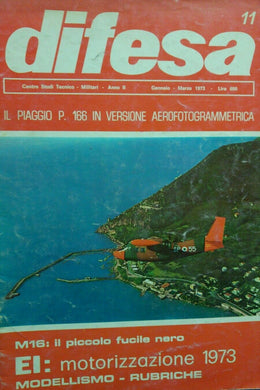 11
difesa
Centro Studi Tecnico - Militari - Anno II Gennaio - Marzo 1973 - Lire 600
IL PIAGGIO P. 166 IN VERSIONE AEROFOTOGRAMMETRICA
M16: il piccolo fucile nero
EI: motorizzazione 1973
MODELLISMO - RUBRICHE